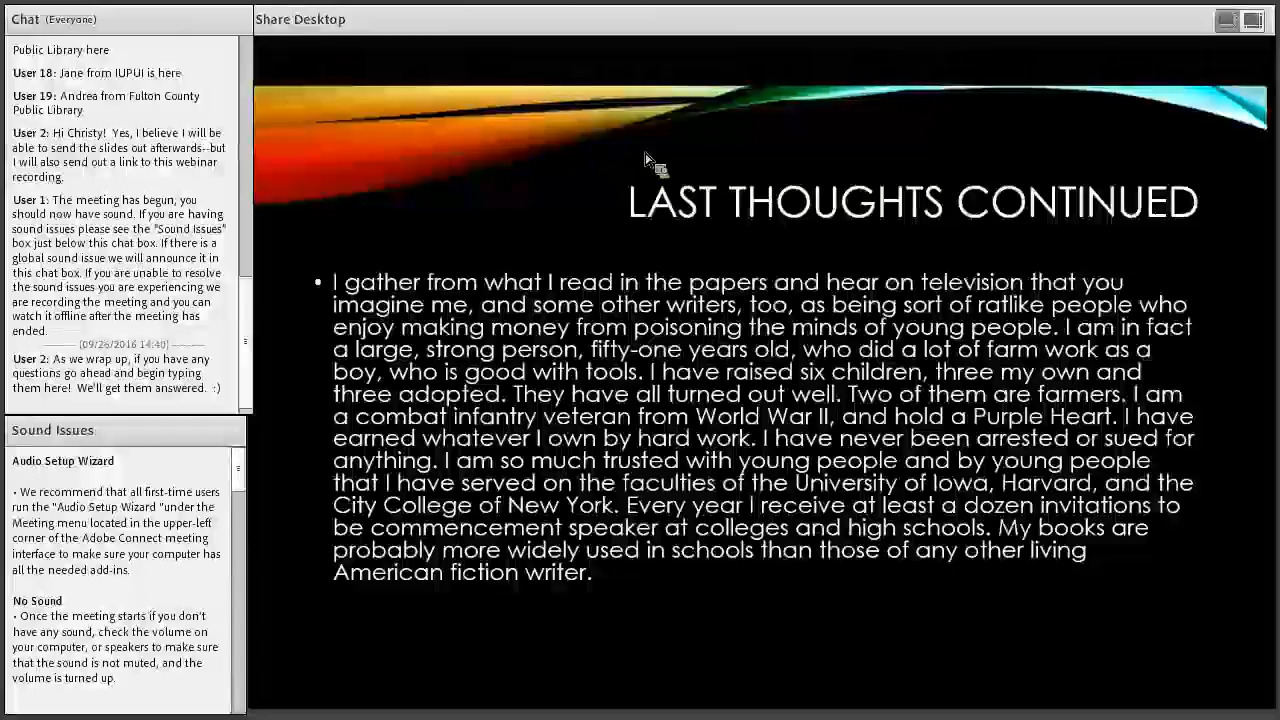 Chat (Everyone)
Public Library here
User 18: Jane from IUPUI is here
User 19: Andrea from Fulton County
Public Library
User 2: Hi Christy!  Yes, I believe I will be
able to send the slides out afterwards--but
I will also send out a link to this webinar
recording.
User 1: The meeting has begun, you
should now have sound. If you are having
sound issues please see the "Sound Issues"
box just below this chat box. If there is a
global sound issue we will announce it in
this chat box. If you are unable to resolve
the sound issues you are experiencing we
are recording the meeting and you can
watch it offline after the meeting has
ended.
(09/26/2016 14:40)
User 2: As we wrap up, if you have any
questions go ahead and begin typing
them here!  We'll get them answered.  :)
Sound Issues
Audio Setup Wizard
• We recommend that all first-time users
run the "Audio Setup Wizard "under the
Meeting menu located in the upper-left
corner of the Adobe Connect meeting
interface to make sure your computer has
all the needed add-ins.
No Sound
• Once the meeting starts if you don't
have any sound, check the volume on
your computer, or speakers to make sure
that the sound is not muted, and the
volume is turned up.
Share Desktop
LAST THOUGHTS CONTINUED
• I gather from what I read in the papers and hear on television that you
imagine me, and some other writers, too, as being sort of ratlike people who
enjoy making money from poisoning the minds of young people. I am in fact
a large, strong person, fifty-one years old, who did a lot of farm work as a
boy, who is good with tools. I have raised six children, three my own and
three adopted. They have all turned out well. Two of them are farmers. I am
a combat infantry veteran from World War II, and hold a Purple Heart. I have
earned whatever I own by hard work. I have never been arrested or sued for
anything. I am so much trusted with young people and by young people
that I have served on the faculties of the University of Iowa, Harvard, and the
City College of New York. Every year I receive at least a dozen invitations to
be commencement speaker at colleges and high schools. My books are
probably more widely used in schools than those of any other living
American fiction writer.